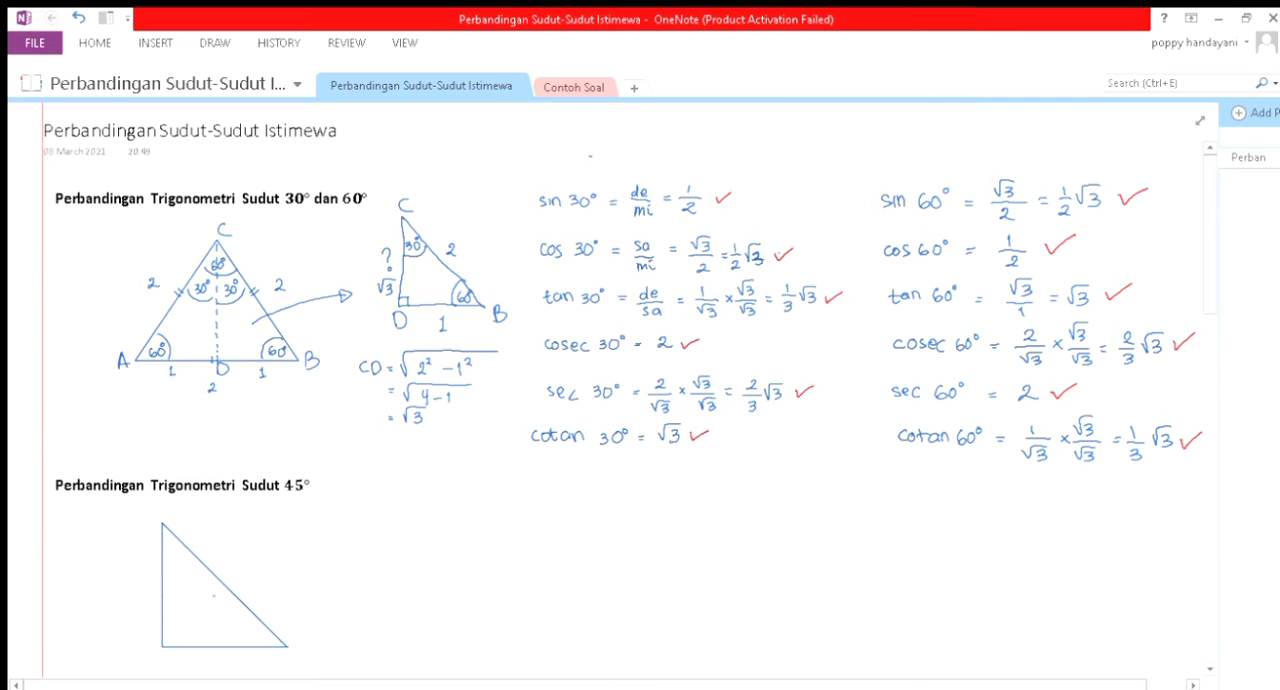 Perbandingan Sudut-Sudut Istimewa - OneNote (Product Activation Failed)
FILE HOME INSERT DRAW HISTORY REVIEW VIEW
poppy handayani
Perbandingan Sudut-Sudut I... Perbandingan Sudut-Sudut Istimewa Contoh Soal +
Search (Ctrl+E)
Add P
Perban
Perbandingan Sudut-Sudut Istimewa
08 March 2021 20:49
Perbandingan Trigonometri Sudut 30° dan 60°
C
60°
30° 30°
2 2
A 60° D 60° B
1 1
2
C
30°
2
?
√3
60°
D 1 B
CD = √2² - 1²
= √4 - 1
= √3
sin 30° = de/mi = 1/2 ✓
cos 30° = sa/mi = √3/2 = 1/2 √3 ✓
tan 30° = de/sa = 1/√3 × √3/√3 = 1/3 √3 ✓
cosec 30° = 2 ✓
sec 30° = 2/√3 × √3/√3 = 2/3 √3 ✓
cotan 30° = √3 ✓
sin 60° = √3/2 = 1/2 √3 ✓
cos 60° = 1/2 ✓
tan 60° = √3/1 = √3 ✓
cosec 60° = 2/√3 × √3/√3 = 2/3 √3 ✓
sec 60° = 2 ✓
cotan 60° = 1/√3 × √3/√3 = 1/3 √3 ✓
Perbandingan Trigonometri Sudut 45°